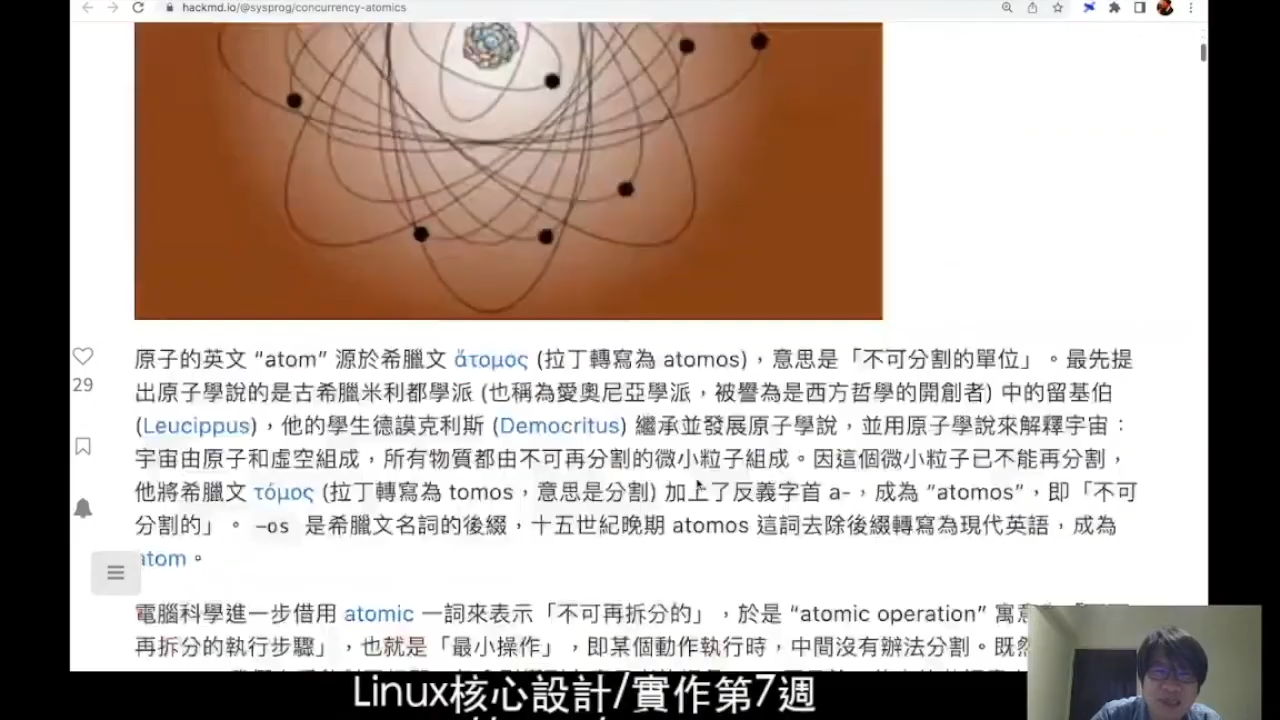 hackmd.io/@sysprog/concurrency-atomics
原子的英文 “atom” 源於希臘文 ἄτομος (拉丁轉寫為 atomos)，意思是「不可分割的單位」。最先提
出原子學說的是古希臘米利都學派 (也稱為愛奧尼亞學派，被譽為是西方哲學的開創者) 中的留基伯
29
(Leucippus)，他的學生德謨克利斯 (Democritus) 繼承並發展原子學說，並用原子學說來解釋宇宙：
宇宙由原子和虛空組成，所有物質都由不可再分割的微小粒子組成。因這個微小粒子已不能再分割，
他將希臘文 τόμος (拉丁轉寫為 tomos，意思是分割) 加上了反義字首 a-，成為 “atomos”，即「不可
分割的」。 -os 是希臘文名詞的後綴，十五世紀晚期 atomos 這詞去除後綴轉寫為現代英語，成為
atom。
電腦科學進一步借用 atomic 一詞來表示「不可再拆分的」，於是 “atomic operation” 寓意
再拆分的執行步驟」，也就是「最小操作」，即某個動作執行時，中間沒有辦法分割。既然
Linux核心設計/實作第7週